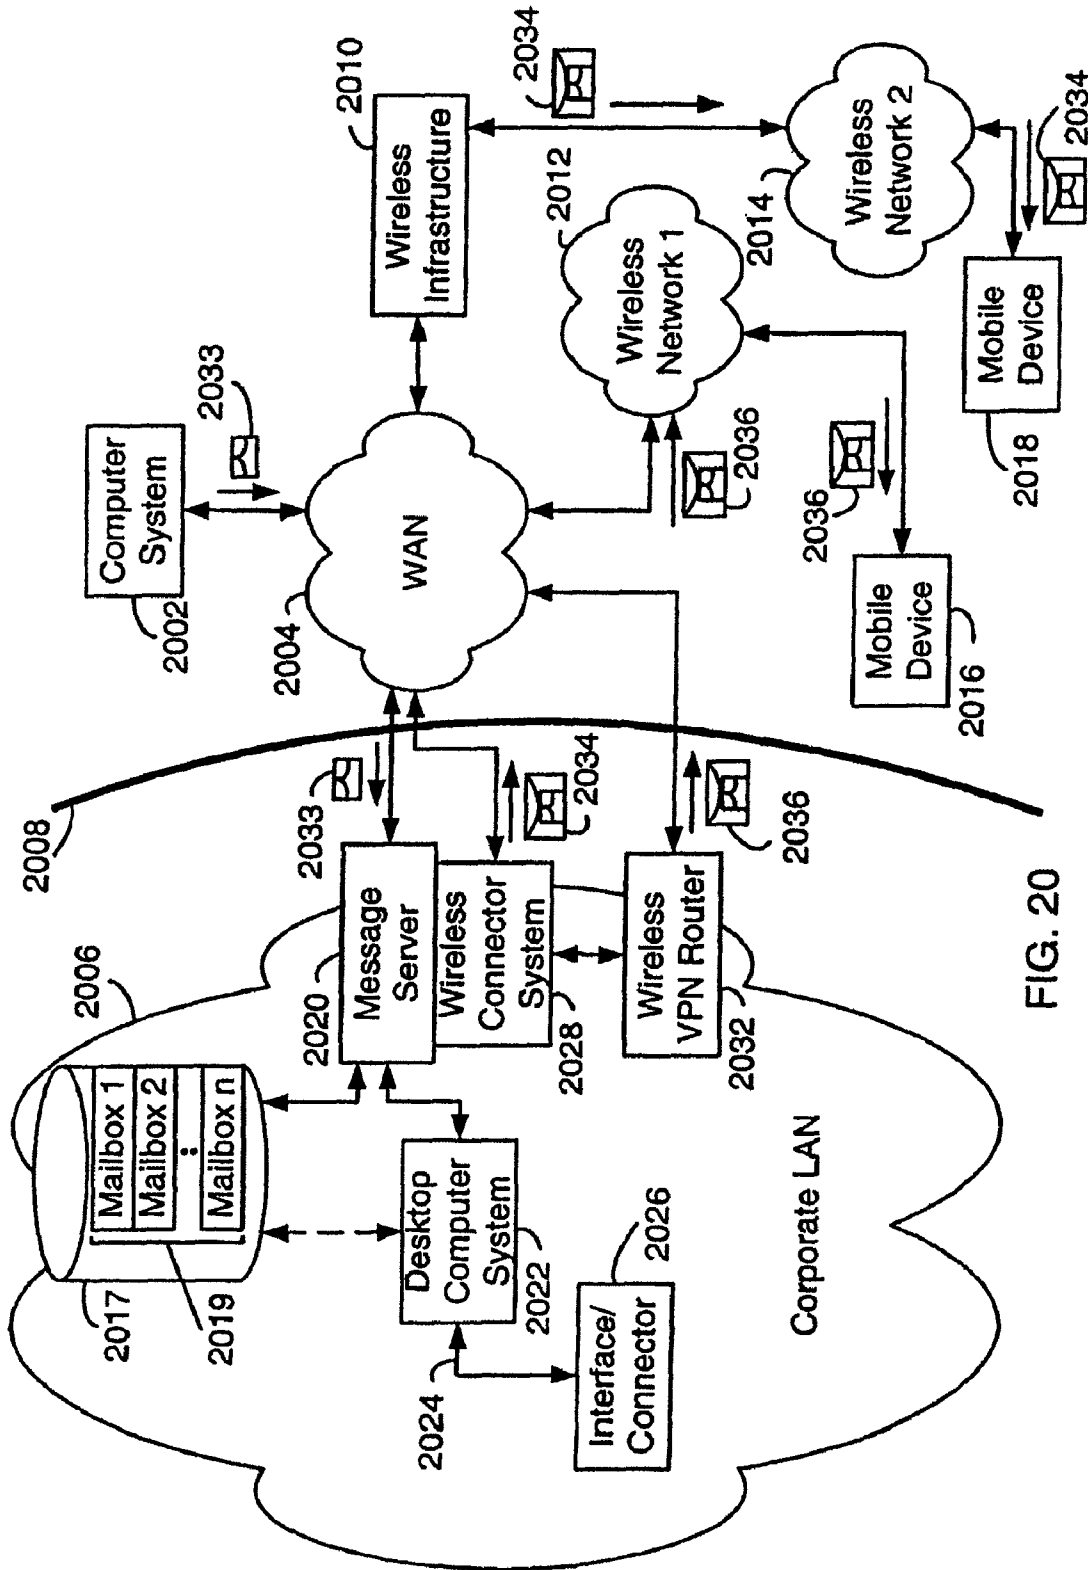 2008
2006
2017
2019
Mailbox 1
Mailbox 2
Mailbox n
2020
Message
Server
2033
Wireless
Connector
System
2028
2034
Wireless
VPN Router
2032
2036
Desktop
Computer
System
2022
2024
2026
Interface/
Connector
Corporate LAN
Computer
System
2002
2033
2004
WAN
2010
Wireless
Infrastructure
2034
2012
Wireless
Network 1
2036
2014
Wireless
Network 2
2034
2036
Mobile
Device
2016
Mobile
Device
2018
FIG. 20